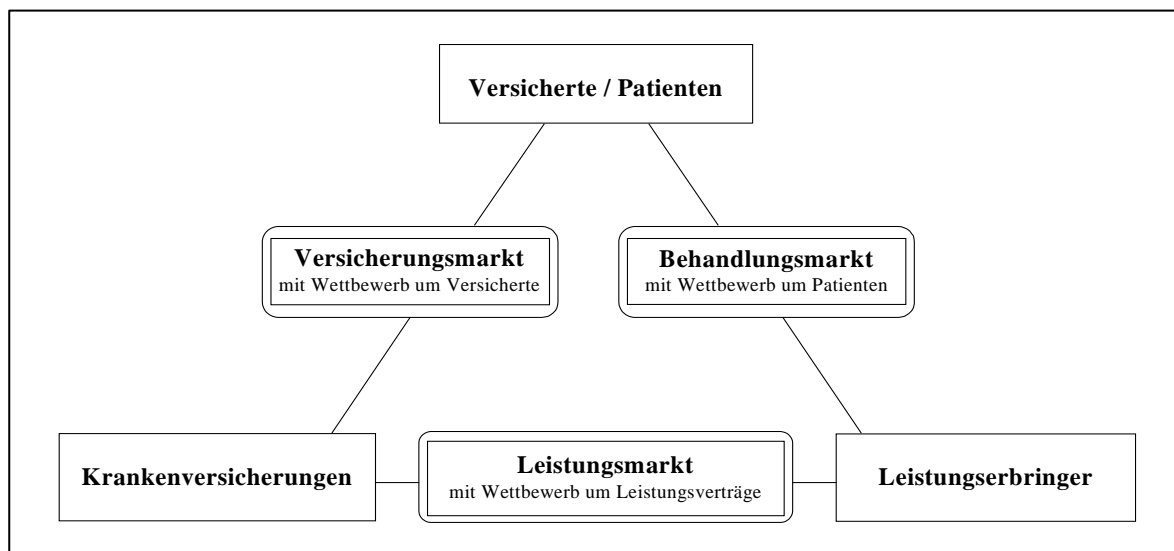 Versicherte / Patienten
Versicherungsmarkt
mit Wettbewerb um Versicherte
Behandlungsmarkt
mit Wettbewerb um Patienten
Krankenversicherungen
Leistungsmarkt
mit Wettbewerb um Leistungsverträge
Leistungserbringer